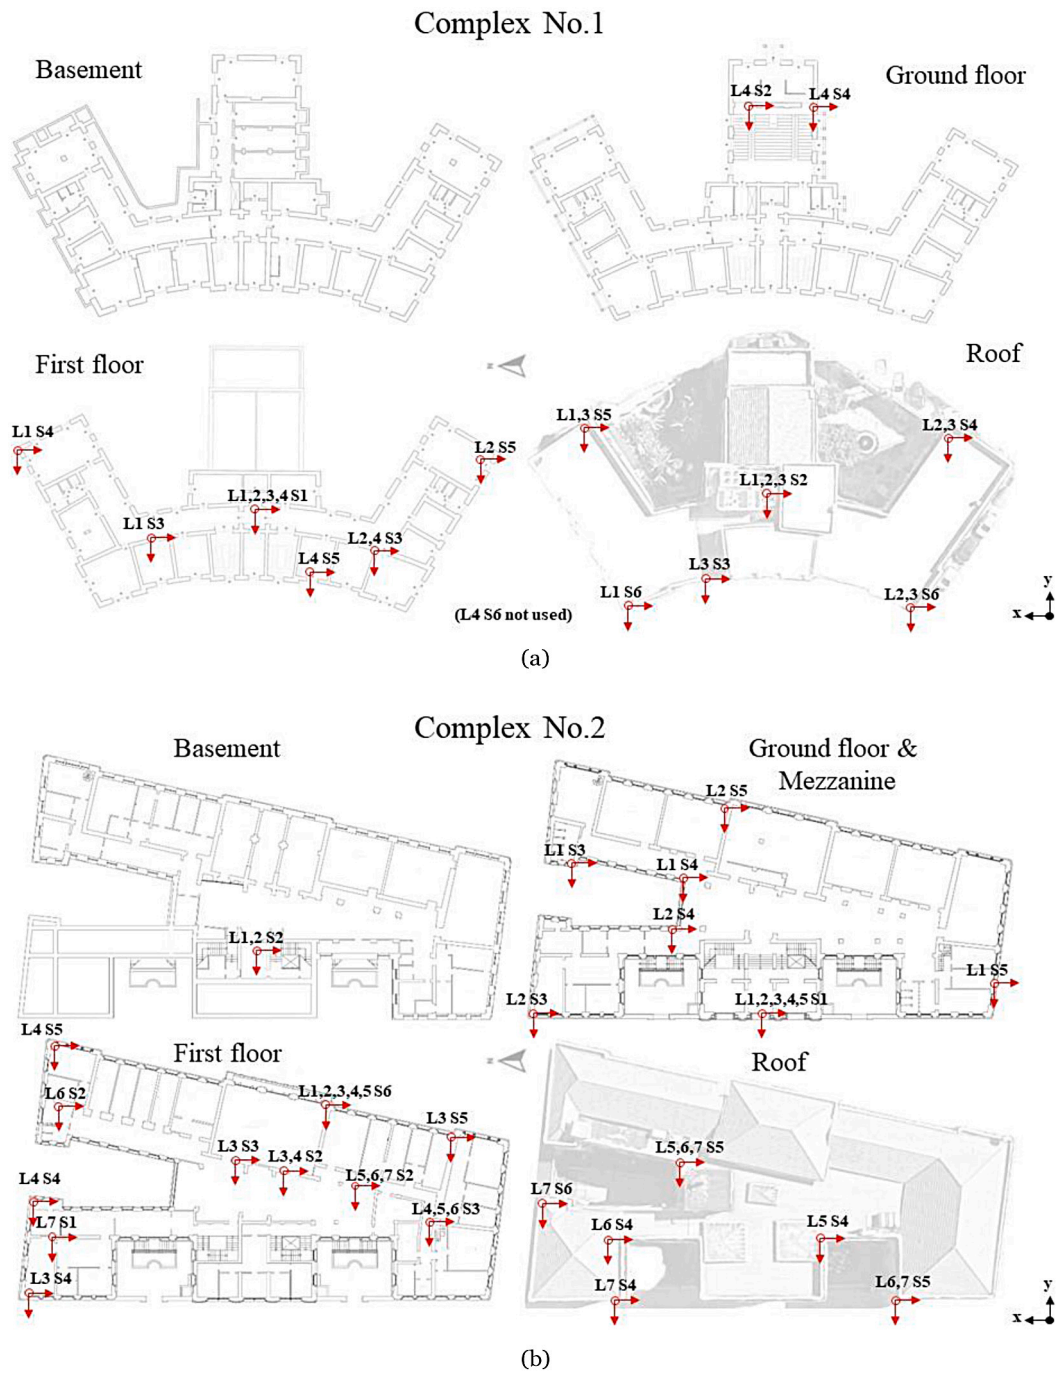 Complex No.1
Basement
Ground floor
L4 S2
L4 S4
First floor
Roof
L1 S4
L2 S5
L1,2,3,4 S1
L1 S3
L2,4 S3
L4 S5
(L4 S6 not used)
L1,3 S5
L2,3 S4
L1,2,3 S2
L3 S3
L1 S6
L2,3 S6
y
x
(a)
Complex No.2
Basement
Ground floor &
Mezzanine
L1,2 S2
L2 S5
L1 S3
L1 S4
L2 S4
L1 S5
L2 S3
L1,2,3,4,5 S1
First floor
Roof
L4 S5
L6 S2
L1,2,3,4,5 S6
L3 S5
L3 S3
L3,4 S2
L5,6,7 S2
L4 S4
L7 S1
L4,5,6 S3
L3 S4
L5,6,7 S5
L7 S6
L6 S4
L5 S4
L7 S4
L6,7 S5
y
x
(b)